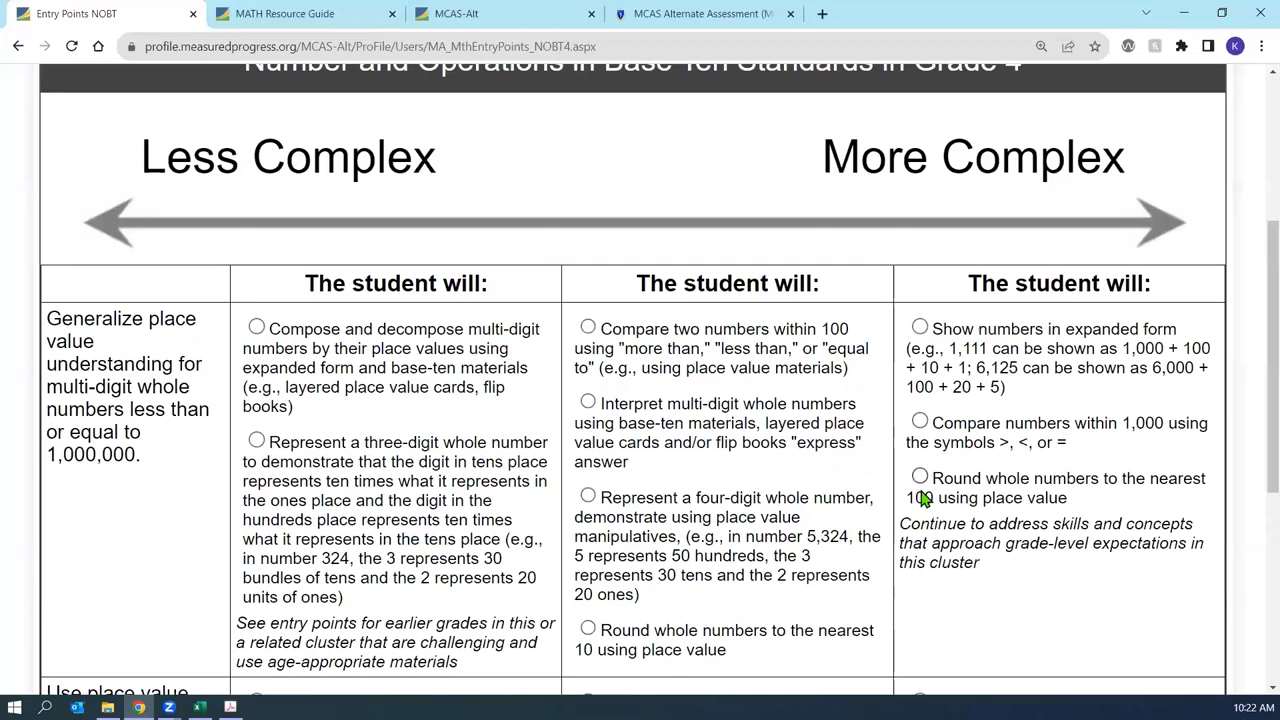 Entry Points NOBT
MATH Resource Guide
MCAS-Alt
MCAS Alternate Assessment (M
profile.measuredprogress.org/MCAS-Alt/ProFile/Users/MA_MthEntryPoints_NOBT4.aspx
K
Number and Operations in Base Ten Standards in Grade 4
Less Complex
More Complex
The student will:
The student will:
The student will:
Generalize place
value
understanding for
multi-digit whole
numbers less than
or equal to
1,000,000.
Compose and decompose multi-digit
numbers by their place values using
expanded form and base-ten materials
(e.g., layered place value cards, flip
books)
Represent a three-digit whole number
to demonstrate that the digit in tens place
represents ten times what it represents in
the ones place and the digit in the
hundreds place represents ten times
what it represents in the tens place (e.g.,
in number 324, the 3 represents 30
bundles of tens and the 2 represents 20
units of ones)
See entry points for earlier grades in this or
a related cluster that are challenging and
use age-appropriate materials
Compare two numbers within 100
using "more than," "less than," or "equal
to" (e.g., using place value materials)
Interpret multi-digit whole numbers
using base-ten materials, layered place
value cards and/or flip books "express"
answer
Represent a four-digit whole number,
demonstrate using place value
manipulatives, (e.g., in number 5,324, the
5 represents 50 hundreds, the 3
represents 30 tens and the 2 represents
20 ones)
Round whole numbers to the nearest
10 using place value
Show numbers in expanded form
(e.g., 1,111 can be shown as 1,000 + 100
+ 10 + 1; 6,125 can be shown as 6,000 +
100 + 20 + 5)
Compare numbers within 1,000 using
the symbols >, <, or =
Round whole numbers to the nearest
100 using place value
Continue to address skills and concepts
that approach grade-level expectations in
this cluster
Use place value
10:22 AM